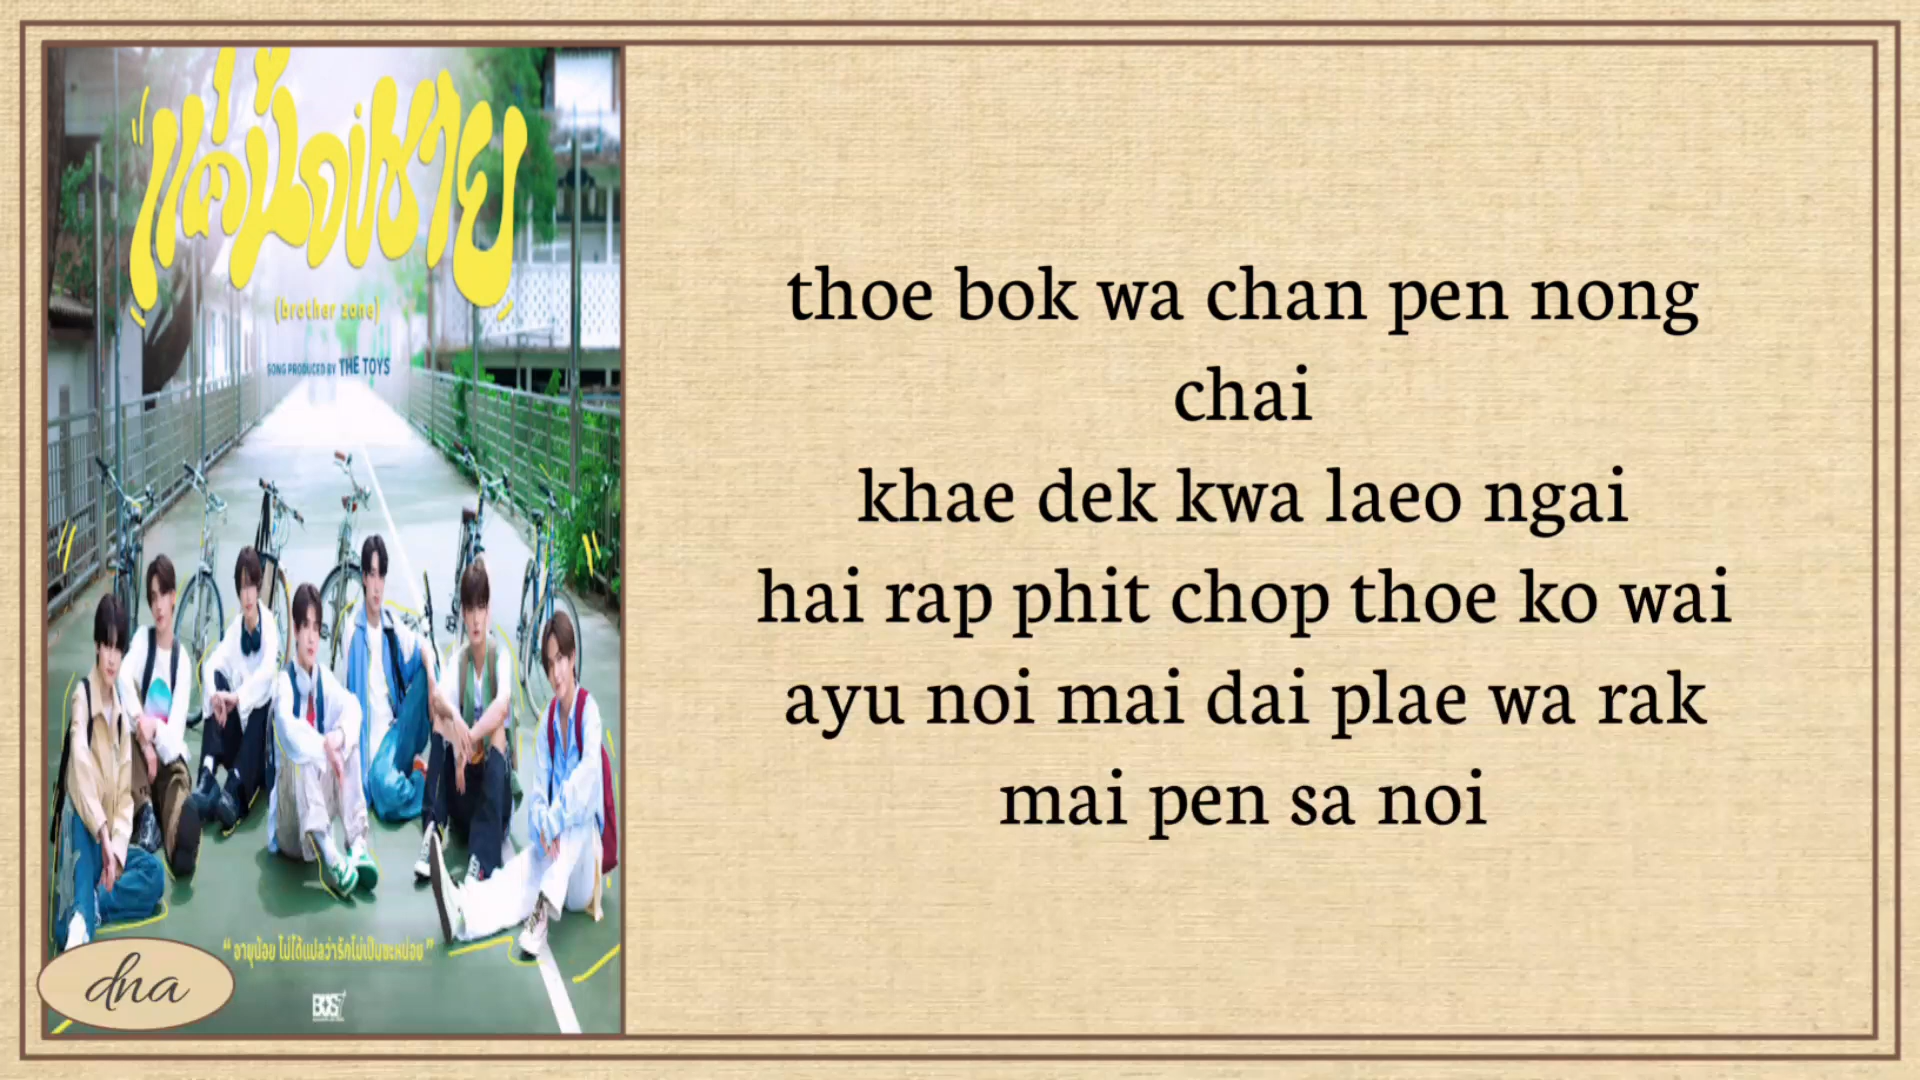 แค่น้องชาย
(brother zone)
SONG PRODUCED BY THE TOYS
"อายุน้อย ไม่ได้แปลว่ารักไม่เป็นซะหน่อย"
BUS
dna
thoe bok wa chan pen nong
chai
khae dek kwa laeo ngai
hai rap phit chop thoe ko wai
ayu noi mai dai plae wa rak
mai pen sa noi